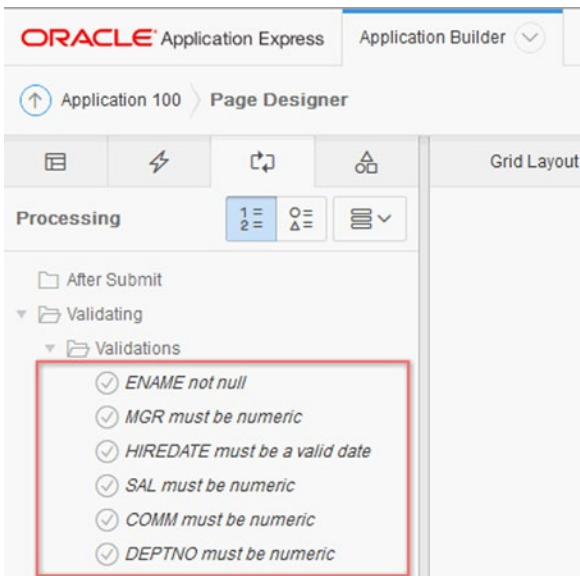 ORACLE Application Express Application Builder
Application 100 Page Designer
Grid Layout
Processing
After Submit
Validating
Validations
ENAME not null
MGR must be numeric
HIREDATE must be a valid date
SAL must be numeric
COMM must be numeric
DEPTNO must be numeric